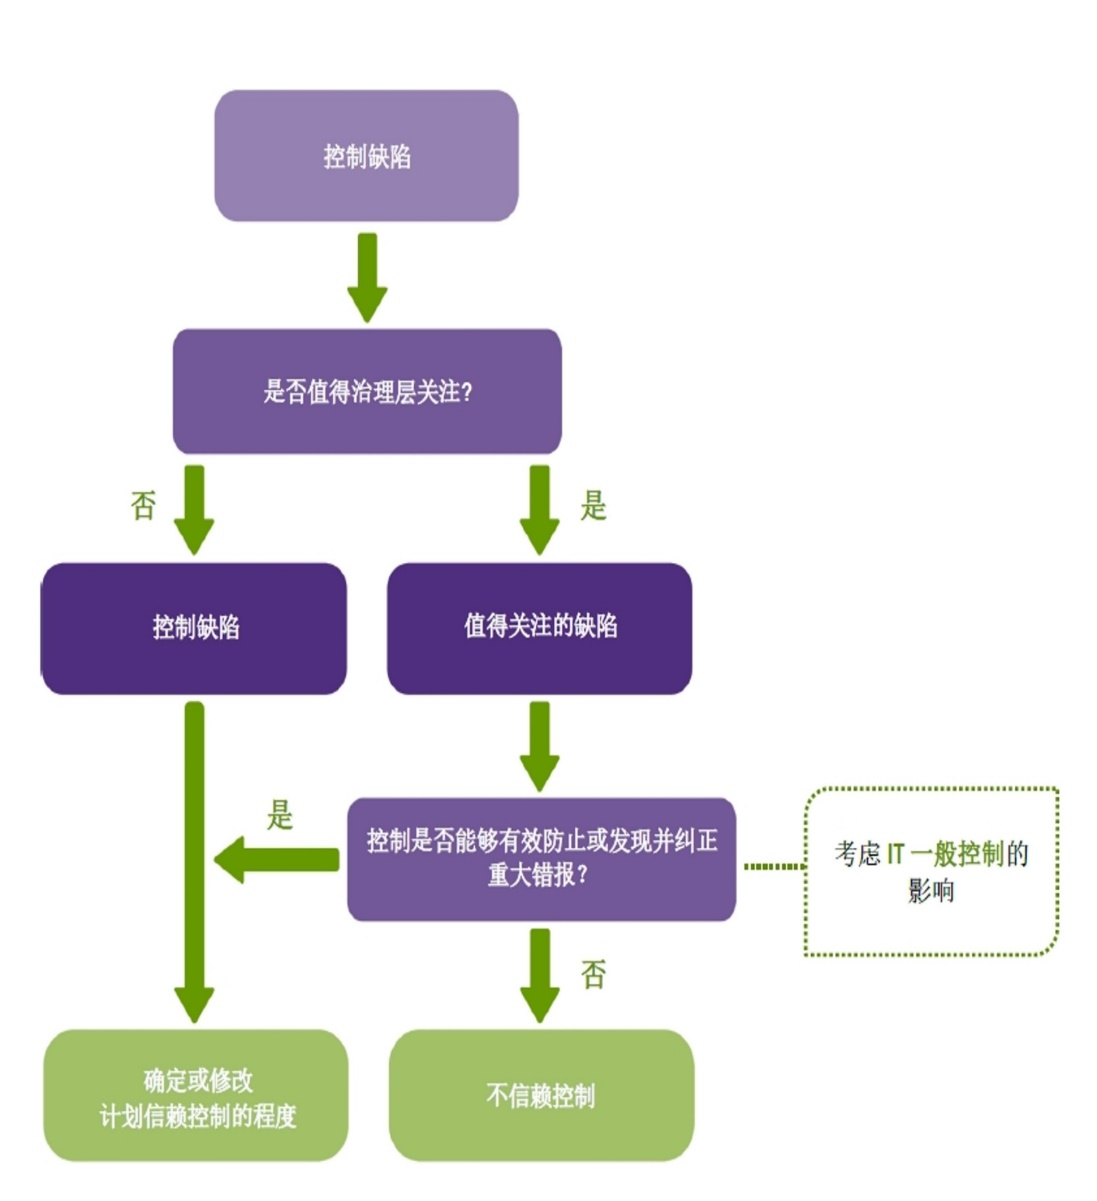 控制缺陷
是否值得治理层关注?
否
是
控制缺陷
值得关注的缺陷
是
控制是否能够有效防止或发现并纠正
重大错报?
考虑 IT 一般控制的
影响
否
确定或修改
计划信赖控制的程度
不信赖控制